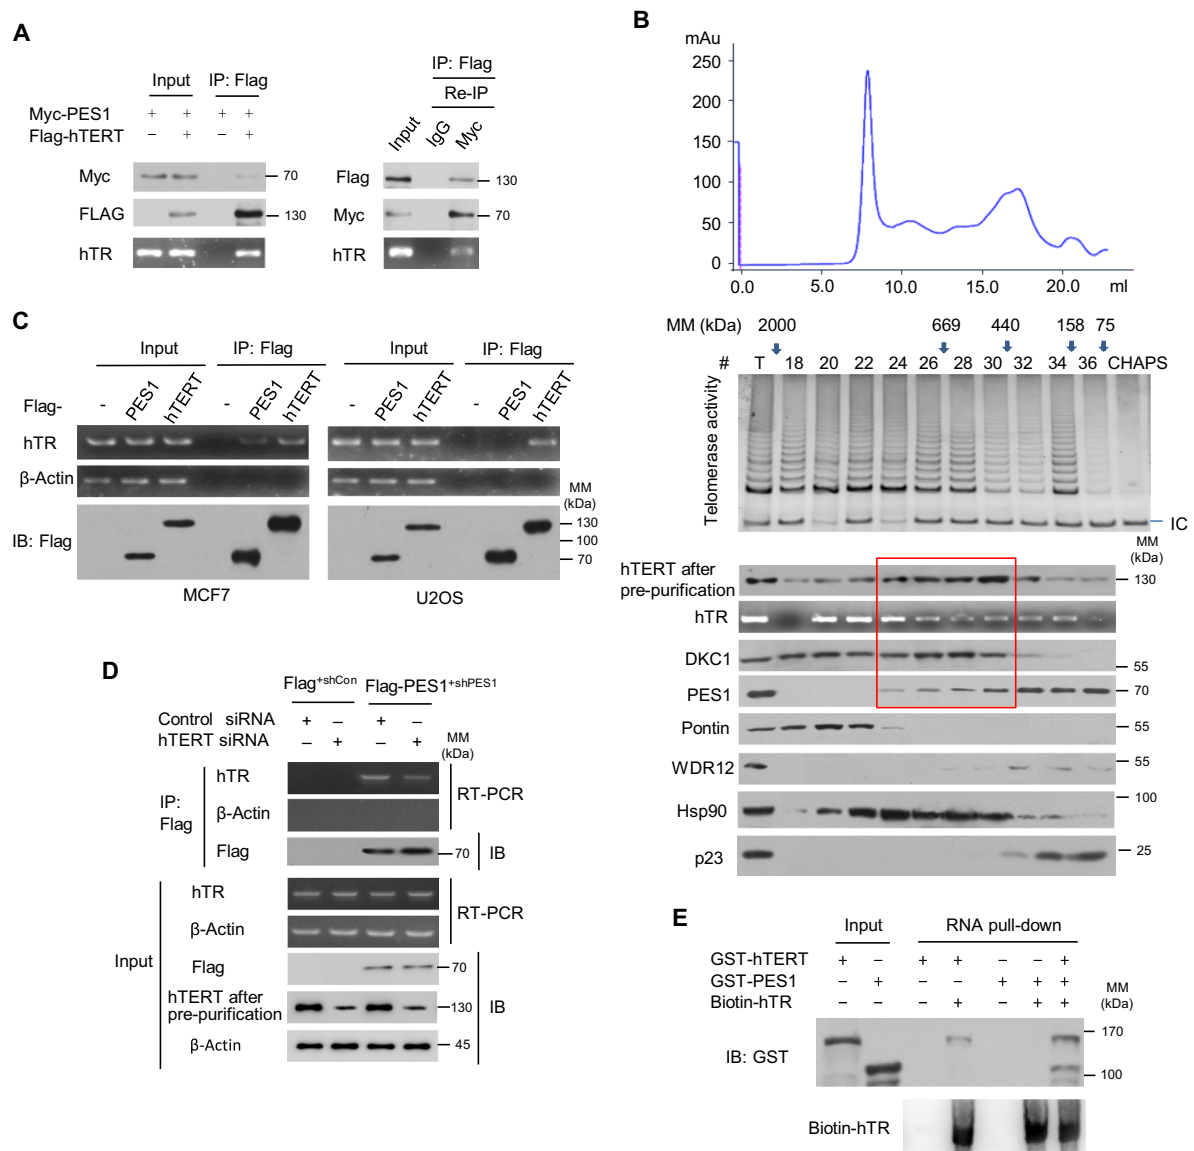 A
Input IP: Flag
Myc-PES1 + + + +
Flag-hTERT – + – +
Myc 70
FLAG 130
hTR
IP: Flag
Re-IP
Input IgG Myc
Flag 130
Myc 70
hTR
B
mAu
250
200
150
100
50
0
0.0 5.0 10.0 15.0 20.0 ml
MM (kDa) 2000 669 440 158 75
# T 18 20 22 24 26 28 30 32 34 36 CHAPS
Telomerase activity
IC
MM
(kDa)
hTERT after
pre-purification 130
hTR
DKC1 55
PES1 70
Pontin 55
WDR12 55
Hsp90 100
p23 25
C
Input IP: Flag Input IP: Flag
Flag- - PES1 hTERT - PES1 hTERT - PES1 hTERT - PES1 hTERT
hTR
β-Actin
MM
(kDa)
IB: Flag 130
100
70
MCF7 U2OS
D
Flag+shCon Flag-PES1+shPES1
Control siRNA + – + –
hTERT siRNA – + – +
MM
(kDa)
IP:
Flag
hTR
β-Actin
RT-PCR
Flag 70 IB
Input
hTR
β-Actin
RT-PCR
Flag 70
hTERT after
pre-purification 130
IB
β-Actin 45
E
Input RNA pull-down
GST-hTERT + – + + – – +
GST-PES1 – + – – + + +
Biotin-hTR – – – + – + +
MM
(kDa)
IB: GST
170
100
Biotin-hTR